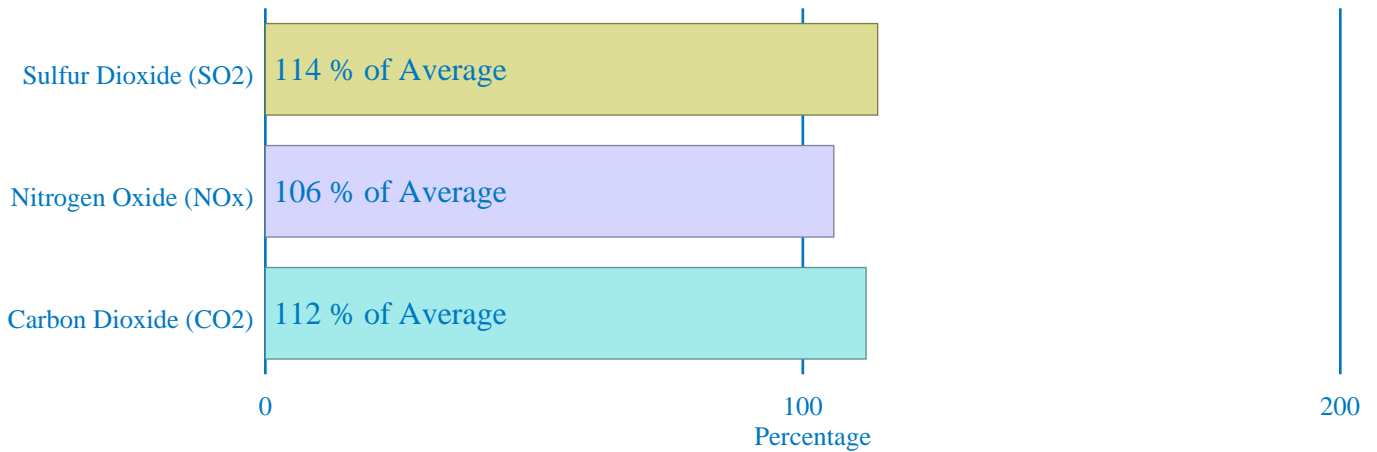 Sulfur Dioxide (SO2)
114 % of Average
Nitrogen Oxide (NOx)
106 % of Average
Carbon Dioxide (CO2)
112 % of Average
0
100
200
Percentage